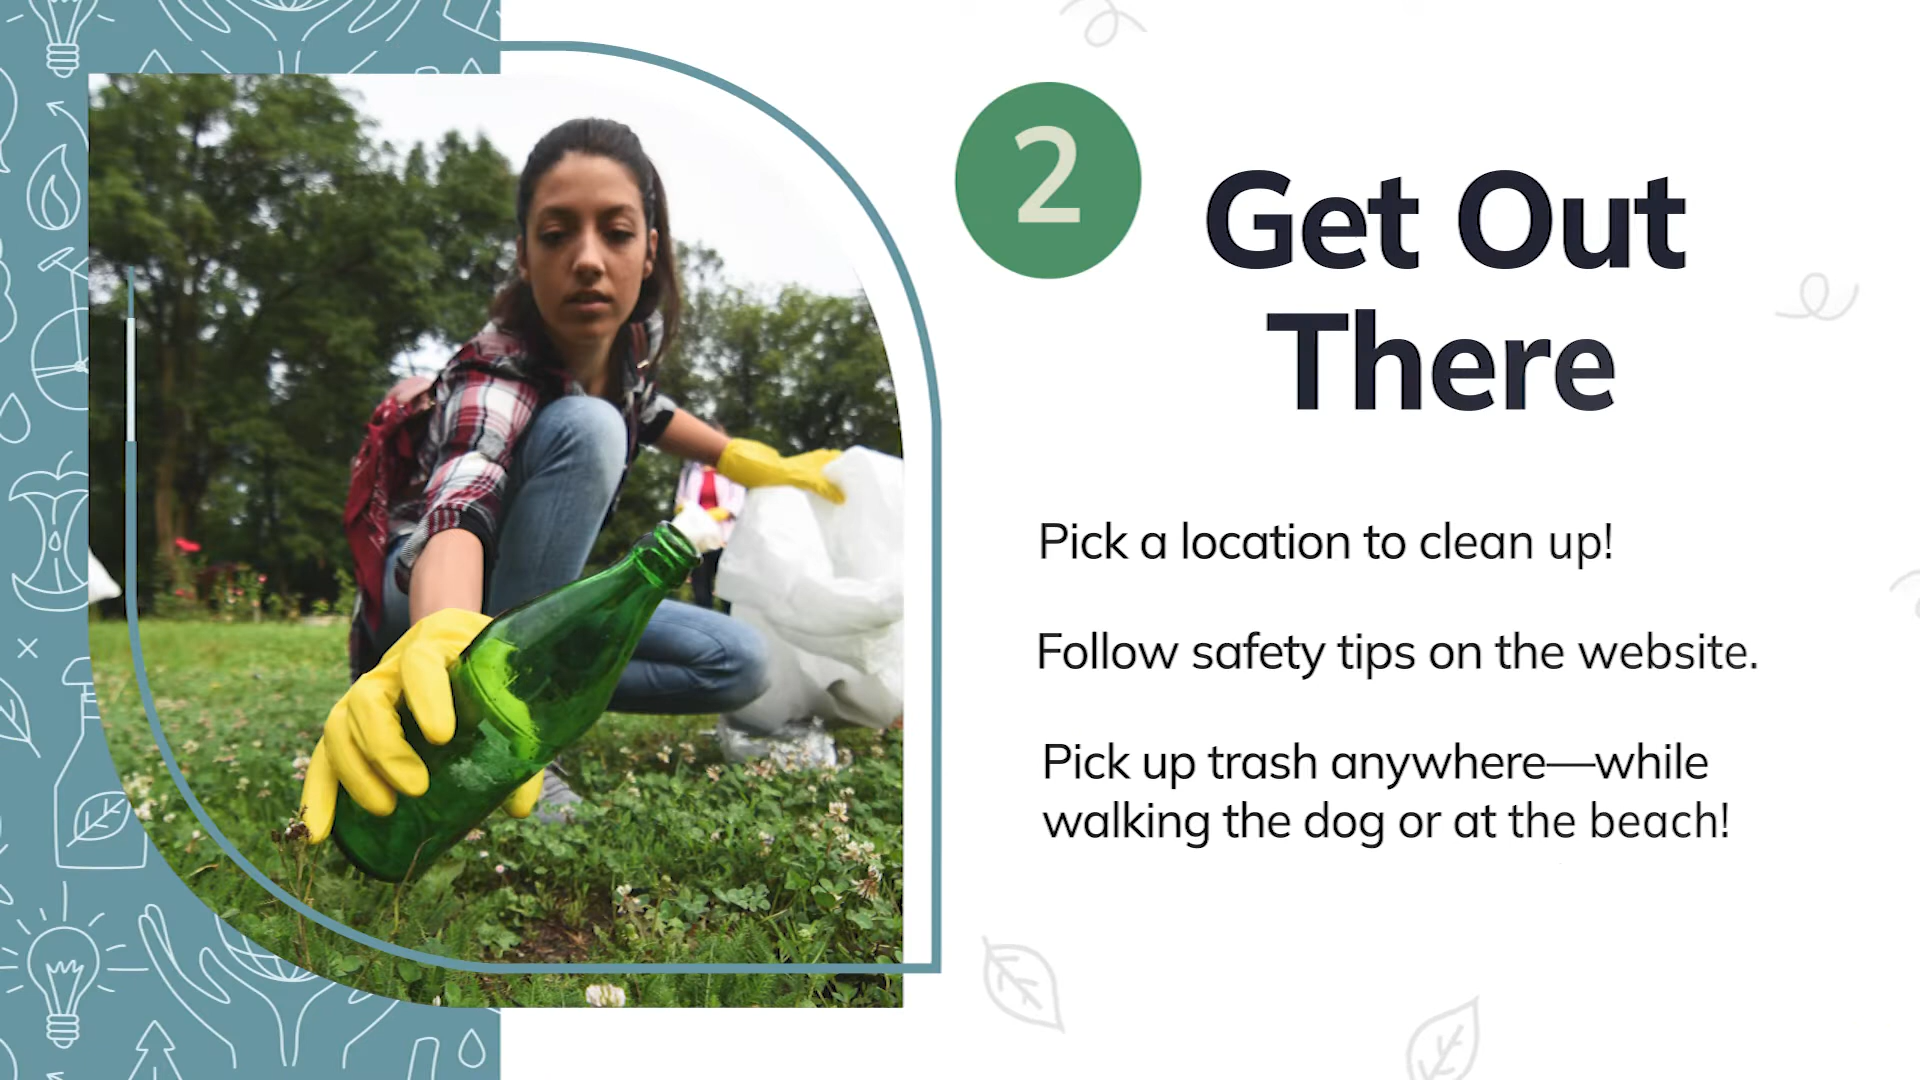 2
Get Out
There
Pick a location to clean up!
Follow safety tips on the website.
Pick up trash anywhere—while
walking the dog or at the beach!